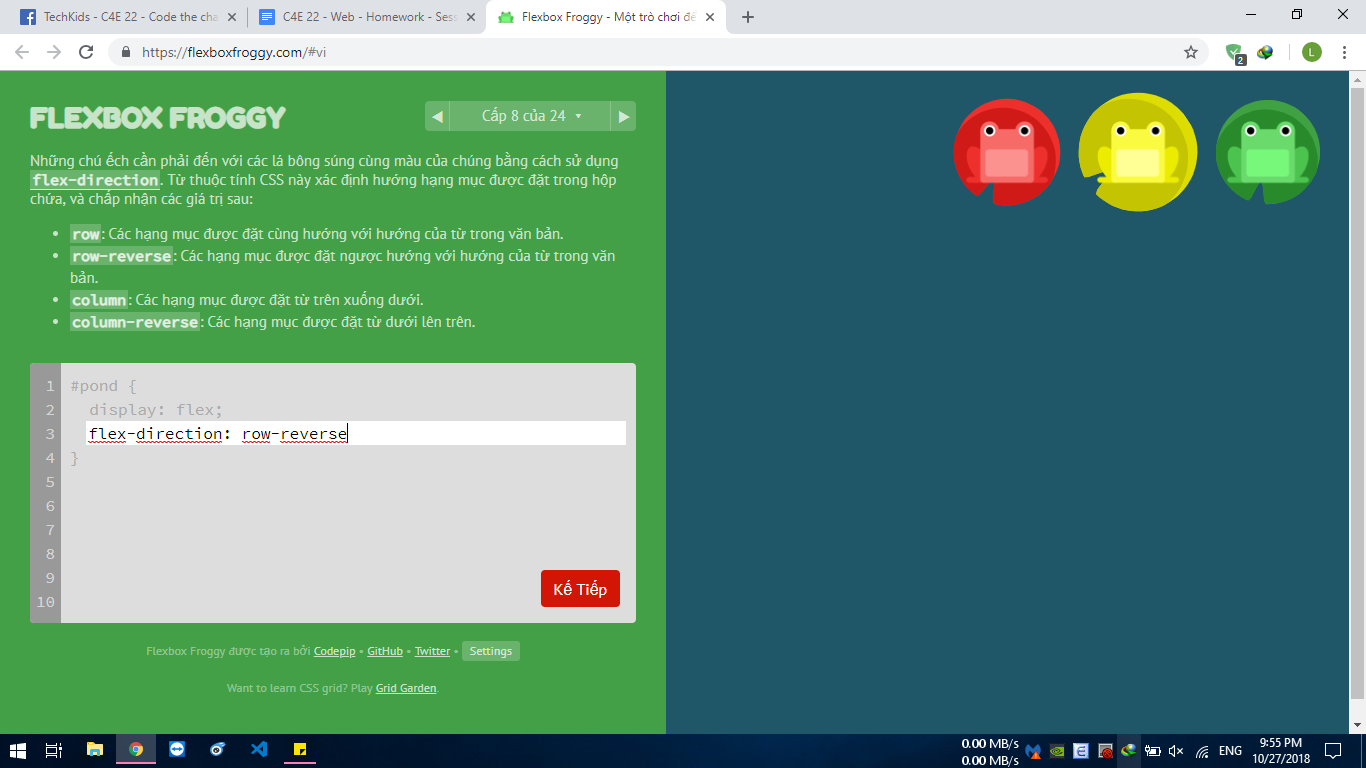 TechKids - C4E 22 - Code the cha
C4E 22 - Web - Homework - Sess
Flexbox Froggy - Một trò chơi để
https://flexboxfroggy.com/#vi
2
L
FLEXBOX FROGGY
Cấp 8 của 24
Những chú ếch cần phải đến với các lá bông súng cùng màu của chúng bằng cách sử dụng
flex-direction. Từ thuộc tính CSS này xác định hướng hạng mục được đặt trong hộp
chứa, và chấp nhận các giá trị sau:
• row: Các hạng mục được đặt cùng hướng với hướng của từ trong văn bản.
• row-reverse: Các hạng mục được đặt ngược hướng với hướng của từ trong văn
bản.
• column: Các hạng mục được đặt từ trên xuống dưới.
• column-reverse: Các hạng mục được đặt từ dưới lên trên.
1 #pond {
2 display: flex;
3 flex-direction: row-reverse
4 }
5
6
7
8
9
10
Kế Tiếp
Flexbox Froggy được tạo ra bởi Codepip • GitHub • Twitter • Settings
Want to learn CSS grid? Play Grid Garden.
0.00 MB/s
0.00 MB/s
ENG
9:55 PM
10/27/2018